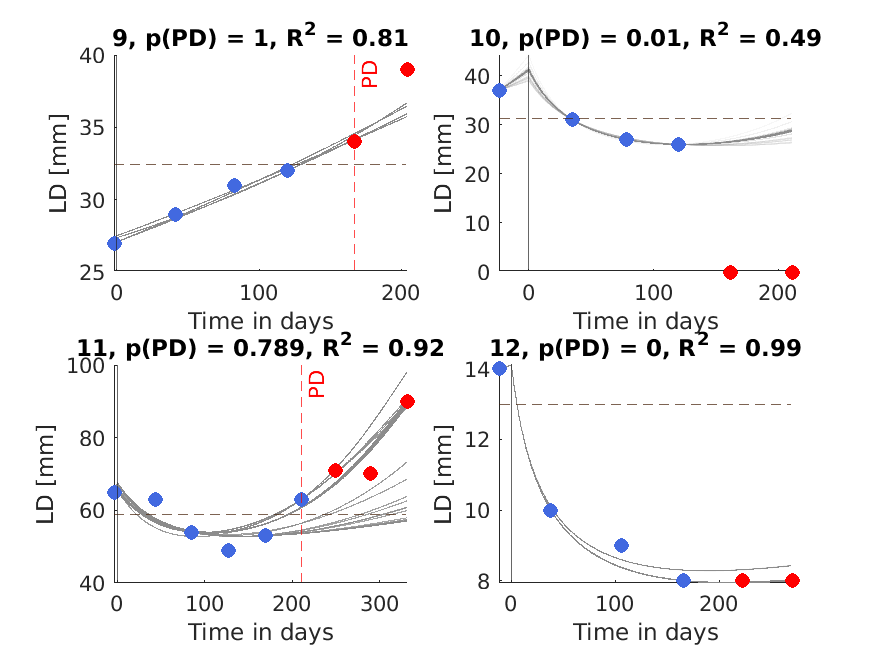 9, p(PD) = 1, R² = 0.81
40
35
30
25
LD [mm]
PD
0
100
200
Time in days
10, p(PD) = 0.01, R² = 0.49
40
30
20
10
0
LD [mm]
0
100
200
Time in days
11, p(PD) = 0.789, R² = 0.92
100
80
60
40
LD [mm]
PD
0
100
200
300
Time in days
12, p(PD) = 0, R² = 0.99
14
12
10
8
LD [mm]
0
100
200
Time in days